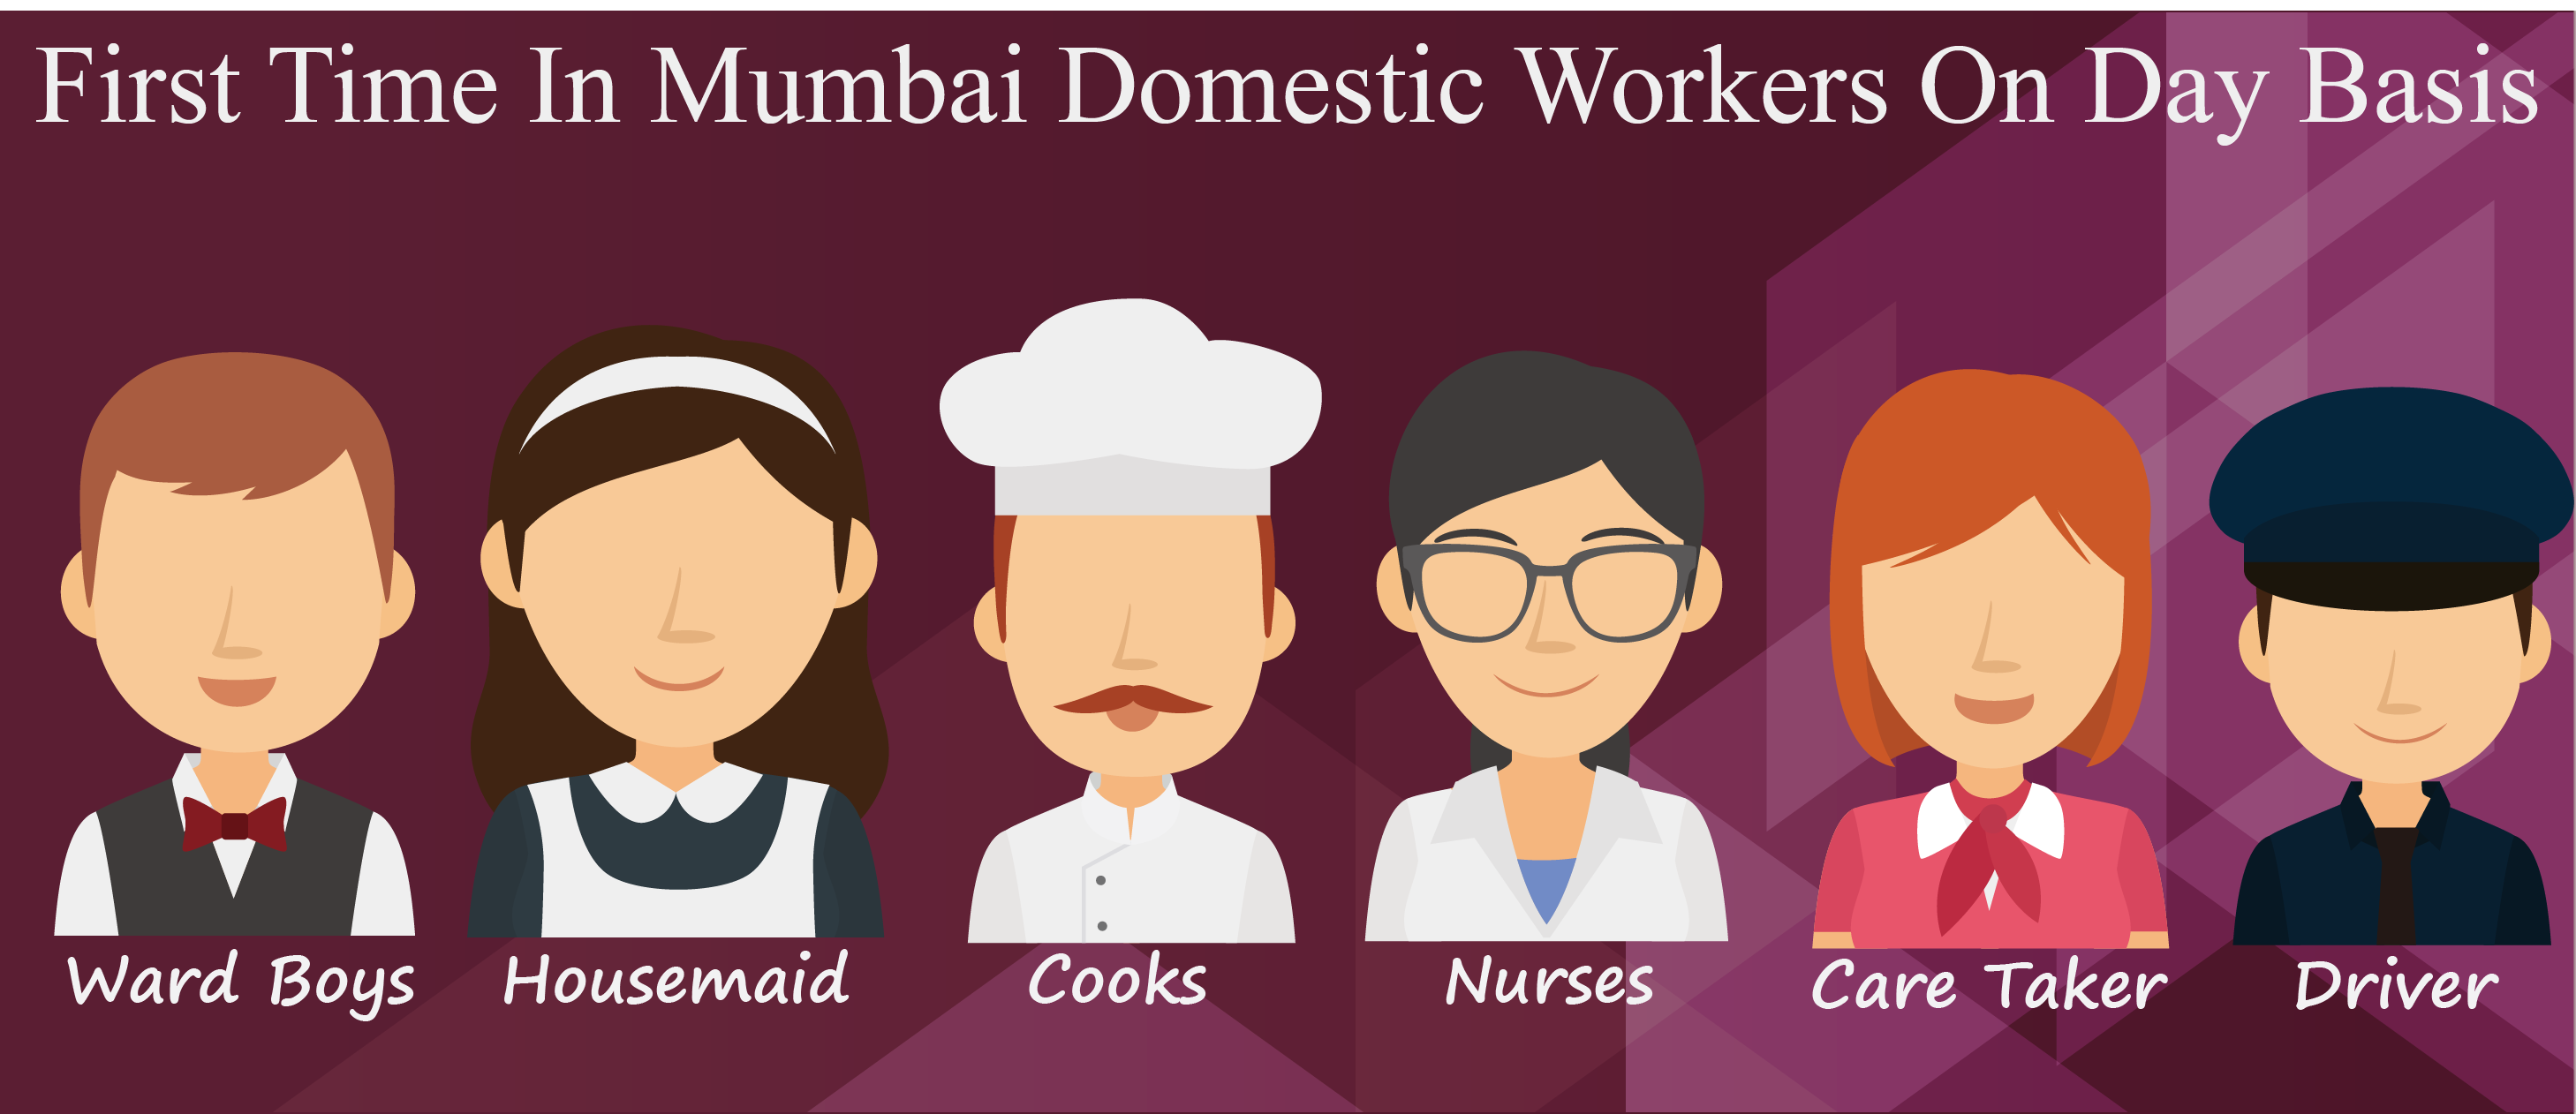 First Time In Mumbai Domestic Workers On Day Basis
Ward Boys
Housemaid
Cooks
Nurses
Care Taker
Driver